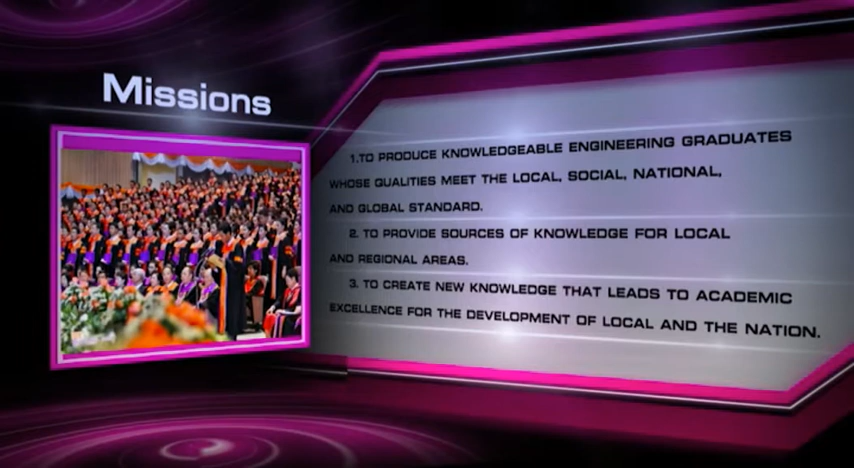 Missions
1.TO PRODUCE KNOWLEDGEABLE ENGINEERING GRADUATES
WHOSE QUALITIES MEET THE LOCAL, SOCIAL, NATIONAL,
AND GLOBAL STANDARD.
2. TO PROVIDE SOURCES OF KNOWLEDGE FOR LOCAL
AND REGIONAL AREAS.
3. TO CREATE NEW KNOWLEDGE THAT LEADS TO ACADEMIC
EXCELLENCE FOR THE DEVELOPMENT OF LOCAL AND THE NATION.